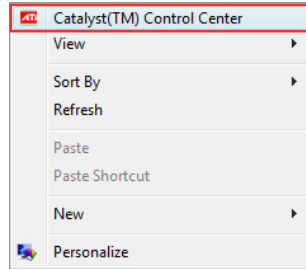 ATI Catalyst(TM) Control Center
View
Sort By
Refresh
Paste
Paste Shortcut
New
Personalize